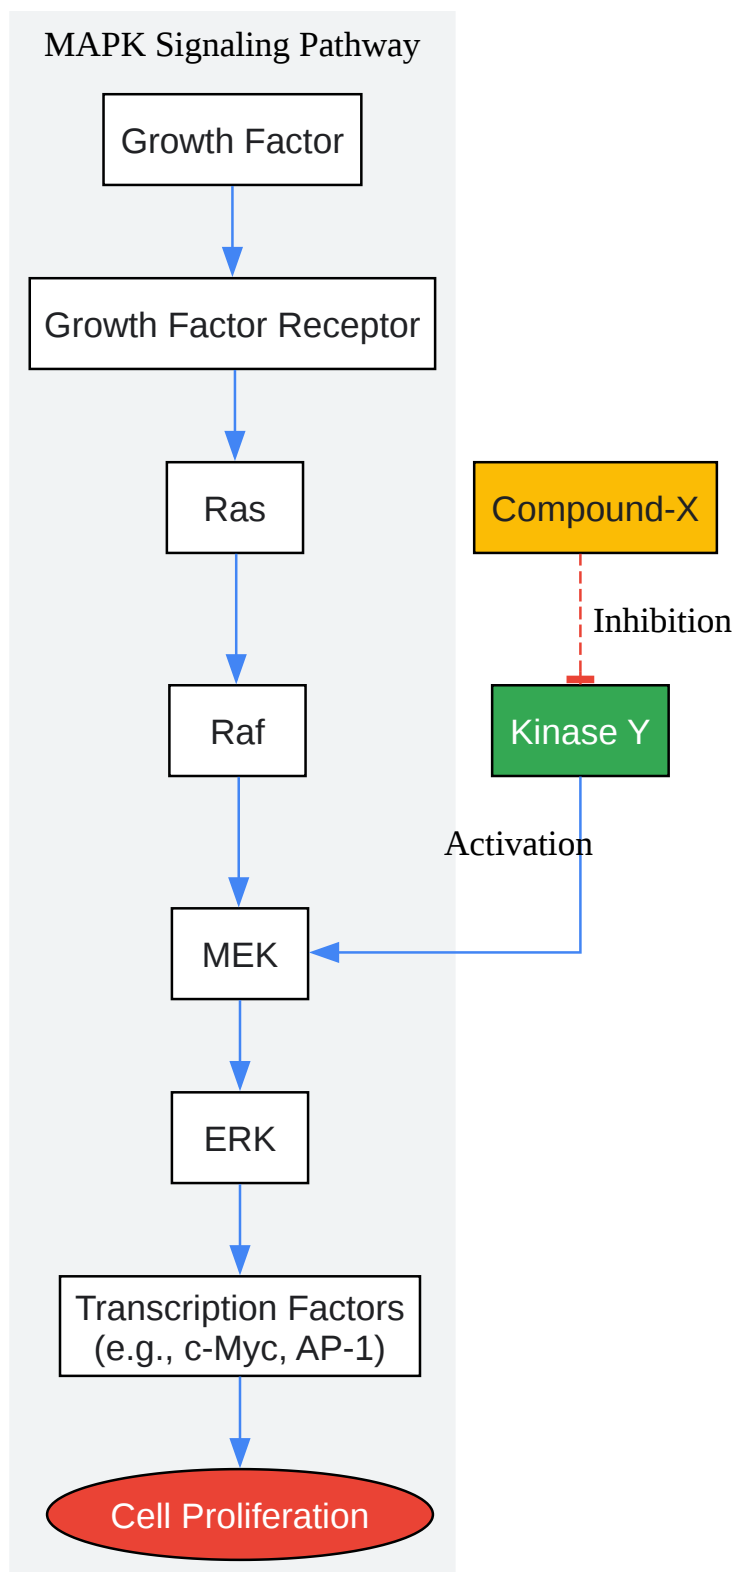 MAPK Signaling Pathway
Growth Factor
Growth Factor Receptor
Ras
Compound-X
Inhibition
Raf
Kinase Y
Activation
MEK
ERK
Transcription Factors
(e.g., c-Myc, AP-1)
Cell Proliferation